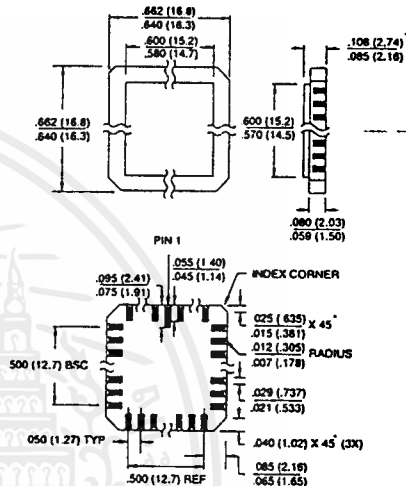 .662 (16.8)
.640 (16.3)
.600 (15.2)
.580 (14.7)
.108 (2.74)
.085 (2.16)
.662 (16.8)
.640 (16.3)
.600 (15.2)
.570 (14.5)
.080 (2.03)
.059 (1.50)
PIN 1
.055 (1.40)
.045 (1.14)
.095 (2.41)
.075 (1.91)
INDEX CORNER
.025 (.635) X 45°
.015 (.381)
.012 (.305) RADIUS
.007 (.178)
500 (12.7) BSC
.029 (.737)
.021 (.533)
050 (1.27) TYP
.040 (1.02) X 45° (3X)
.500 (12.7) REF
.085 (2.16)
.065 (1.65)